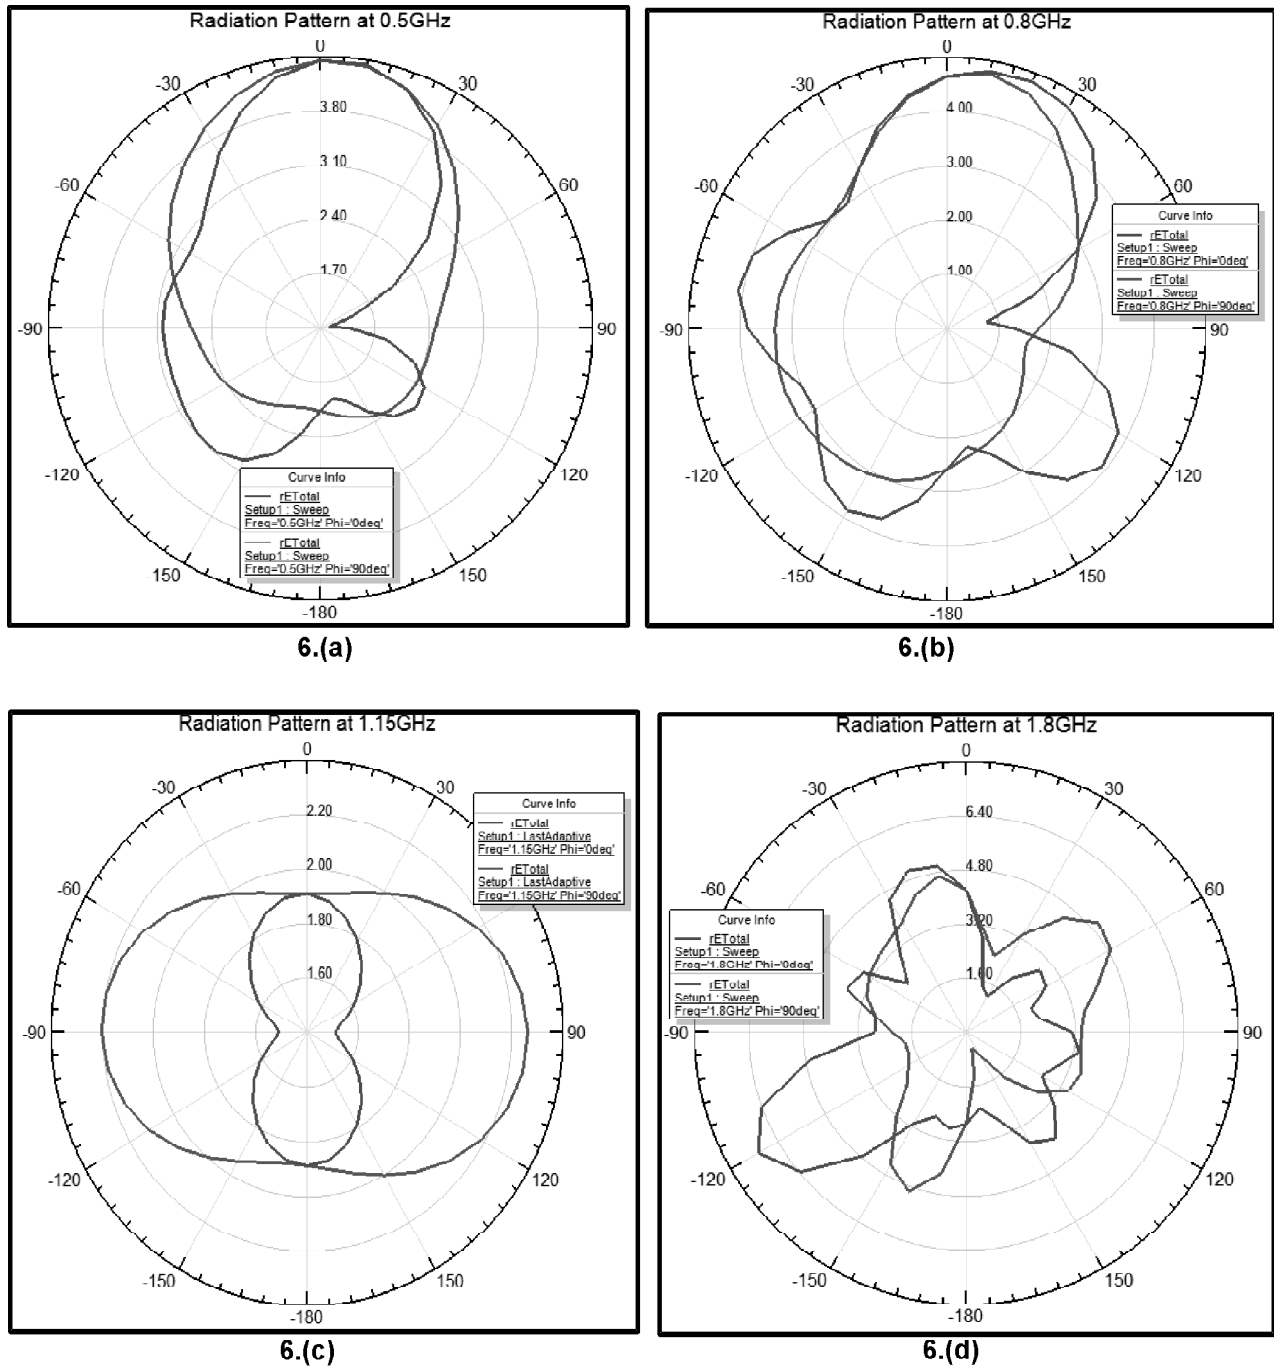 Radiation Pattern at 0.5GHz
0
-30
30
3.80
3.10
-60
60
2.40
1.70
-90
90
-120
120
Curve Info
rETotal
Setup1 : Sweep
Freq='0.5GHz' Phi='0deg'
rETotal
Setup1 : Sweep
Freq='0.5GHz' Phi='90deg'
150
150
-180
6.(a)
Radiation Pattern at 0.8GHz
0
-30
30
4.00
3.00
-60
60
Curve Info
rETotal
Setup1 : Sweep
Freq='0.8GHz' Phi='0deg'
rETotal
Setup1 : Sweep
Freq='0.8GHz' Phi='90deg'
2.00
1.00
-90
90
-120
120
-150
150
-180
6.(b)
Radiation Pattern at 1.15GHz
0
-30
30
Curve Info
rETotal
Setup1 : LastAdaptive
Freq='1.15GHz' Phi='0deg'
rETotal
Setup1 : LastAdaptive
Freq='1.15GHz' Phi='90deg'
2.20
2.00
-60
1.80
1.60
-90
90
-120
120
-150
150
-180
6.(c)
Radiation Pattern at 1.8GHz
0
-30
30
6.40
4.80
-60
60
Curve Info
rETotal
Setup1 : Sweep
Freq='1.8GHz' Phi='0deg'
rETotal
Setup1 : Sweep
Freq='1.8GHz' Phi='90deg'
3.20
1.60
-90
90
-120
120
-150
150
-180
6.(d)